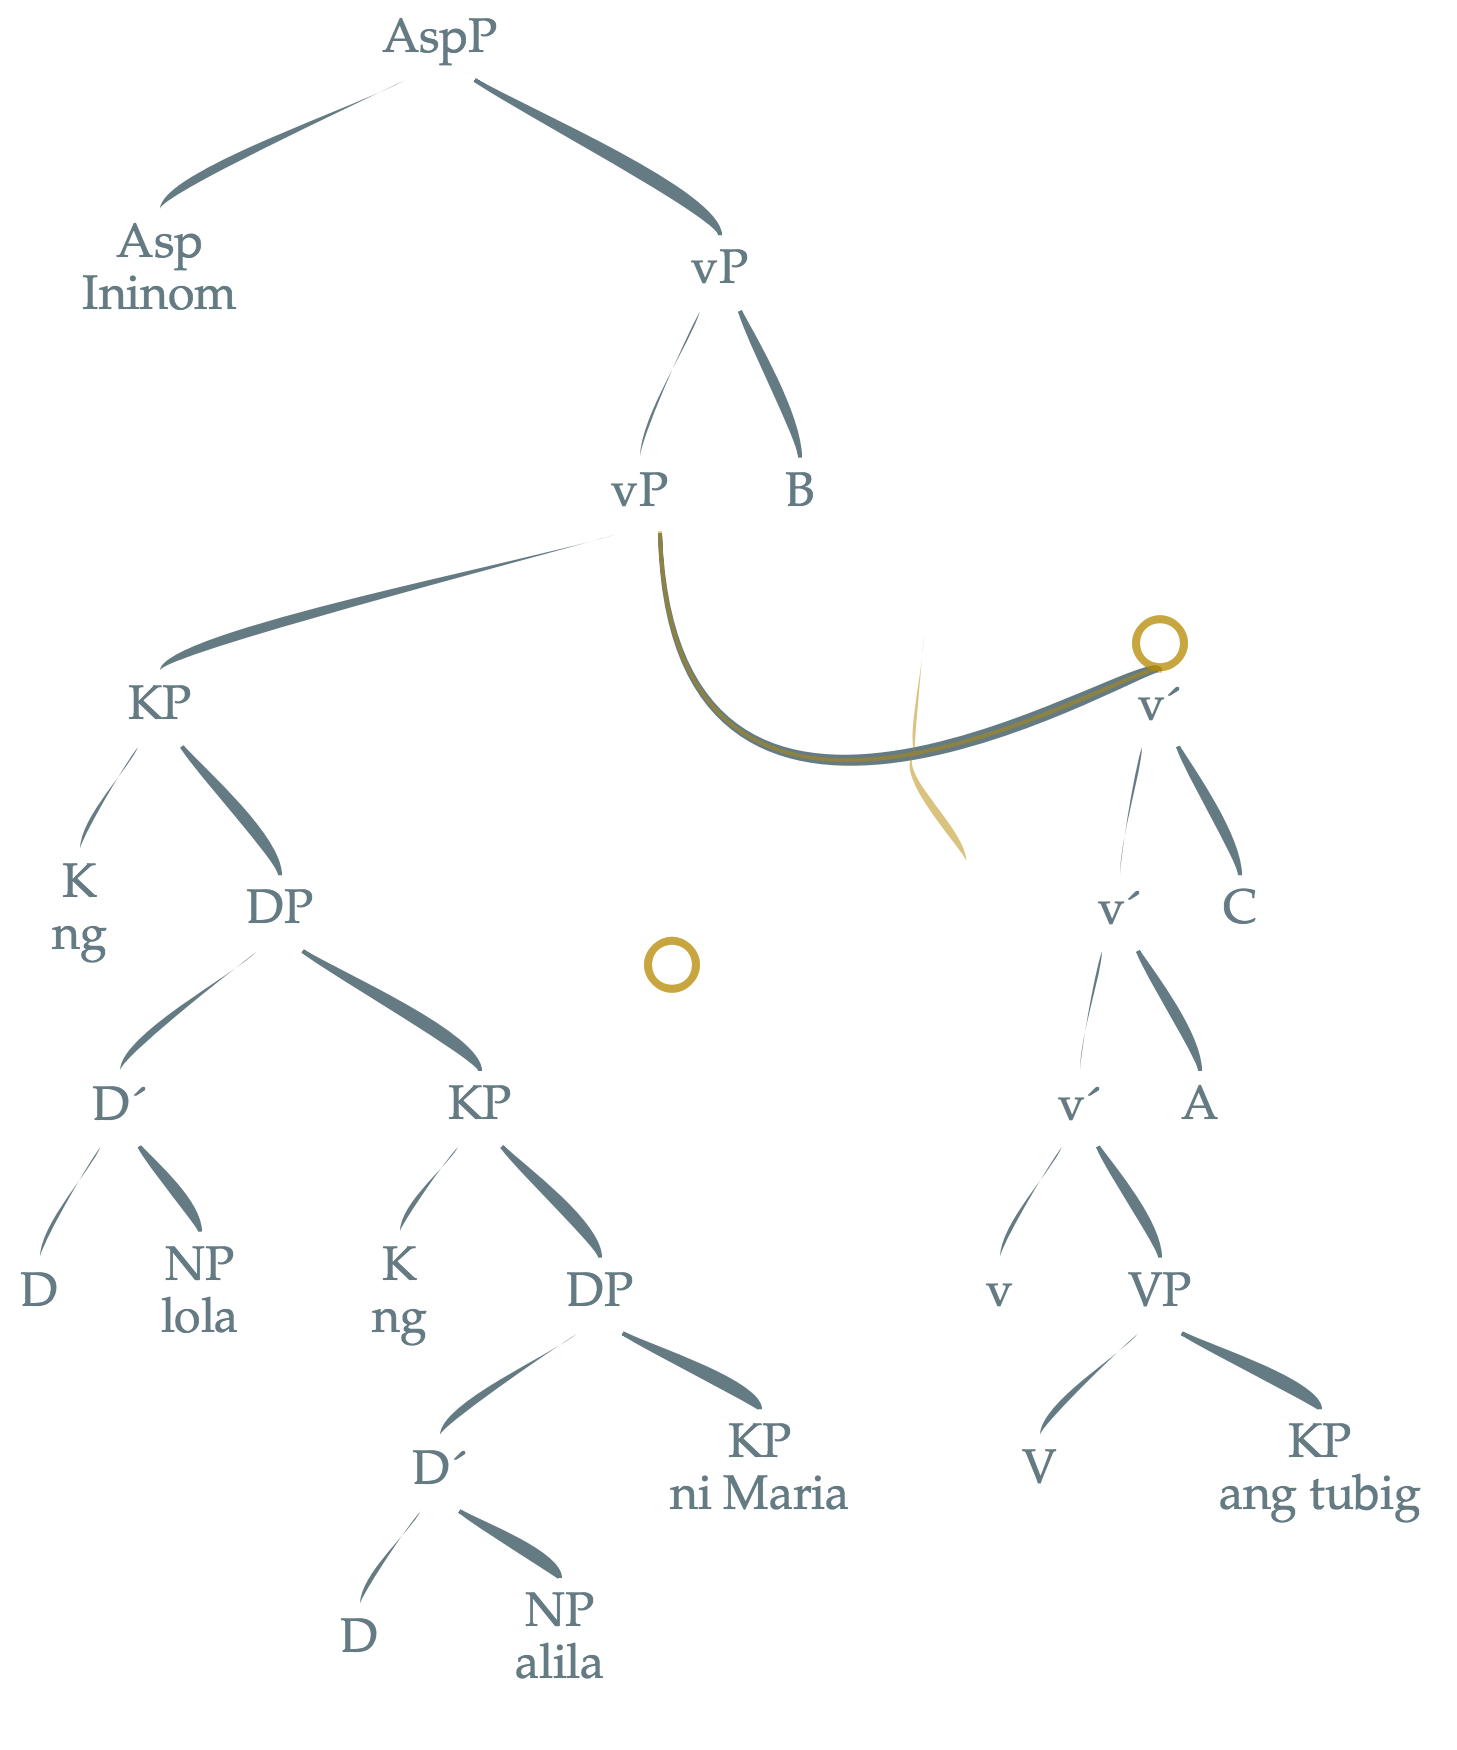 AspP
Asp
Ininom
vP
vP B
KP v´
K
ng
DP v´ C
D´ KP v´ A
D NP
lola
K
ng
DP v VP
D´ KP
ni Maria
V KP
ang tubig
D NP
alila